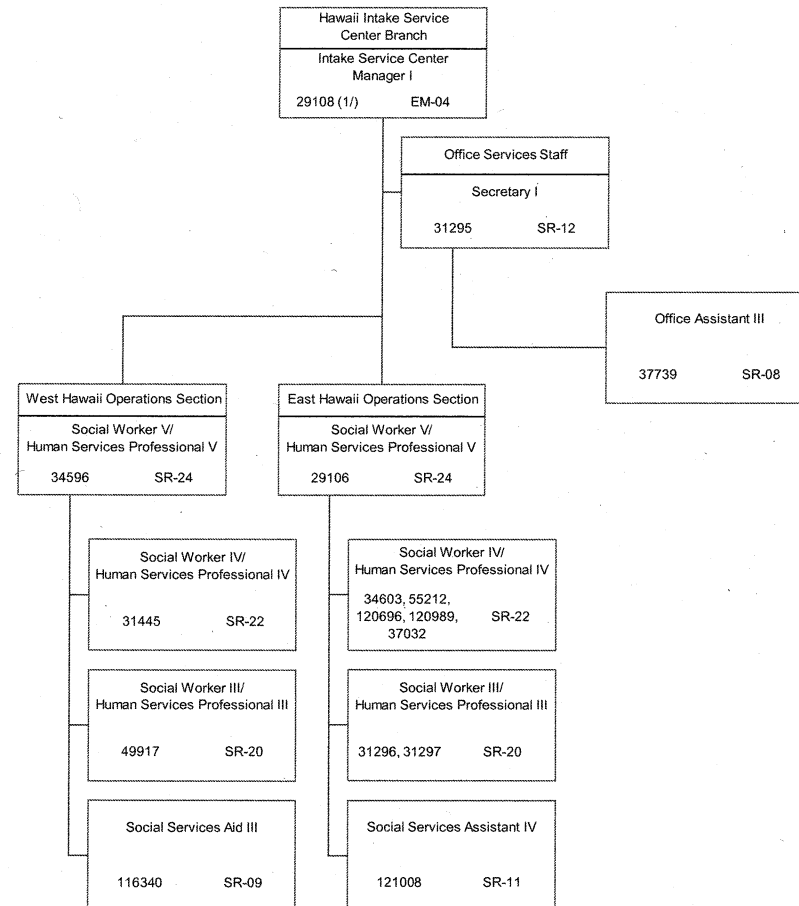 Hawaii Intake Service
Center Branch
Intake Service Center
Manager I
29108 (1/) EM-04
Office Services Staff
Secretary I
31295 SR-12
Office Assistant III
37739 SR-08
West Hawaii Operations Section
Social Worker V/
Human Services Professional V
34596 SR-24
East Hawaii Operations Section
Social Worker V/
Human Services Professional V
29106 SR-24
Social Worker IV/
Human Services Professional IV
31445 SR-22
Social Worker III/
Human Services Professional III
49917 SR-20
Social Services Aid III
116340 SR-09
Social Worker IV/
Human Services Professional IV
34603, 55212,
120696, 120989, SR-22
37032
Social Worker III/
Human Services Professional III
31296, 31297 SR-20
Social Services Assistant IV
121008 SR-11